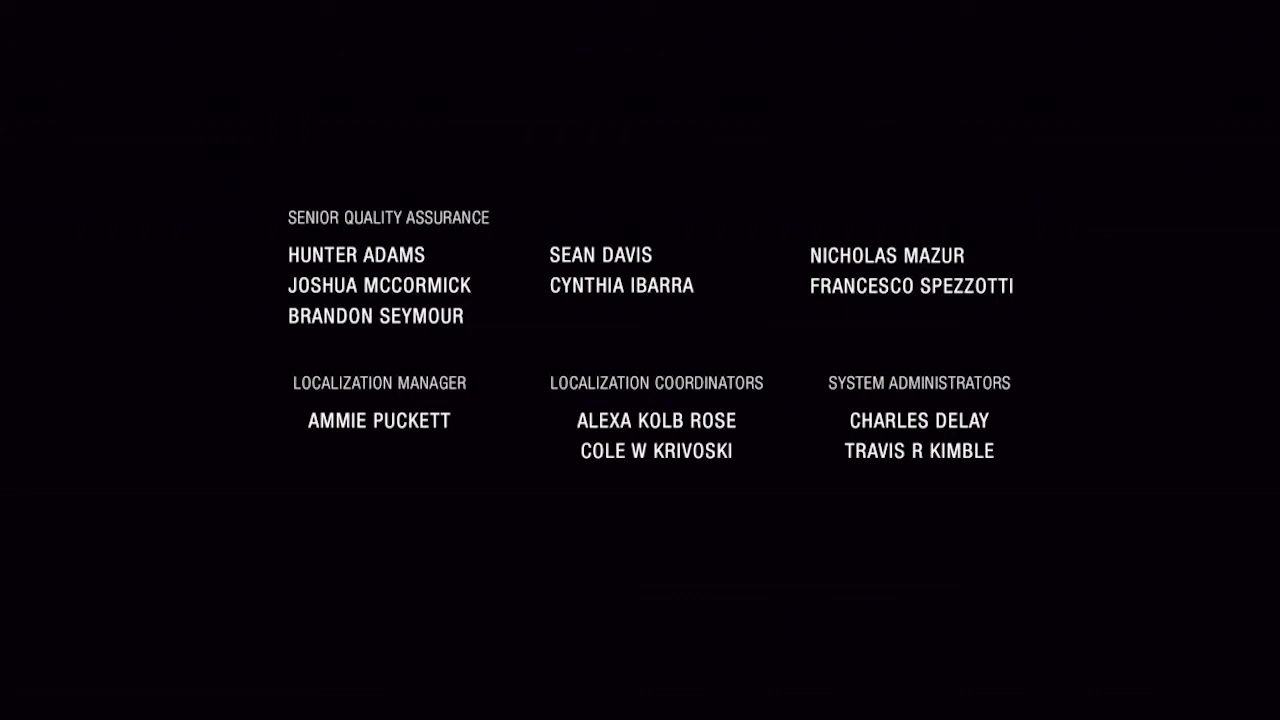 SENIOR QUALITY ASSURANCE
HUNTER ADAMS SEAN DAVIS NICHOLAS MAZUR
JOSHUA MCCORMICK CYNTHIA IBARRA FRANCESCO SPEZZOTTI
BRANDON SEYMOUR
LOCALIZATION MANAGER LOCALIZATION COORDINATORS SYSTEM ADMINISTRATORS
AMMIE PUCKETT ALEXA KOLB ROSE CHARLES DELAY
COLE W KRIVOSKI TRAVIS R KIMBLE